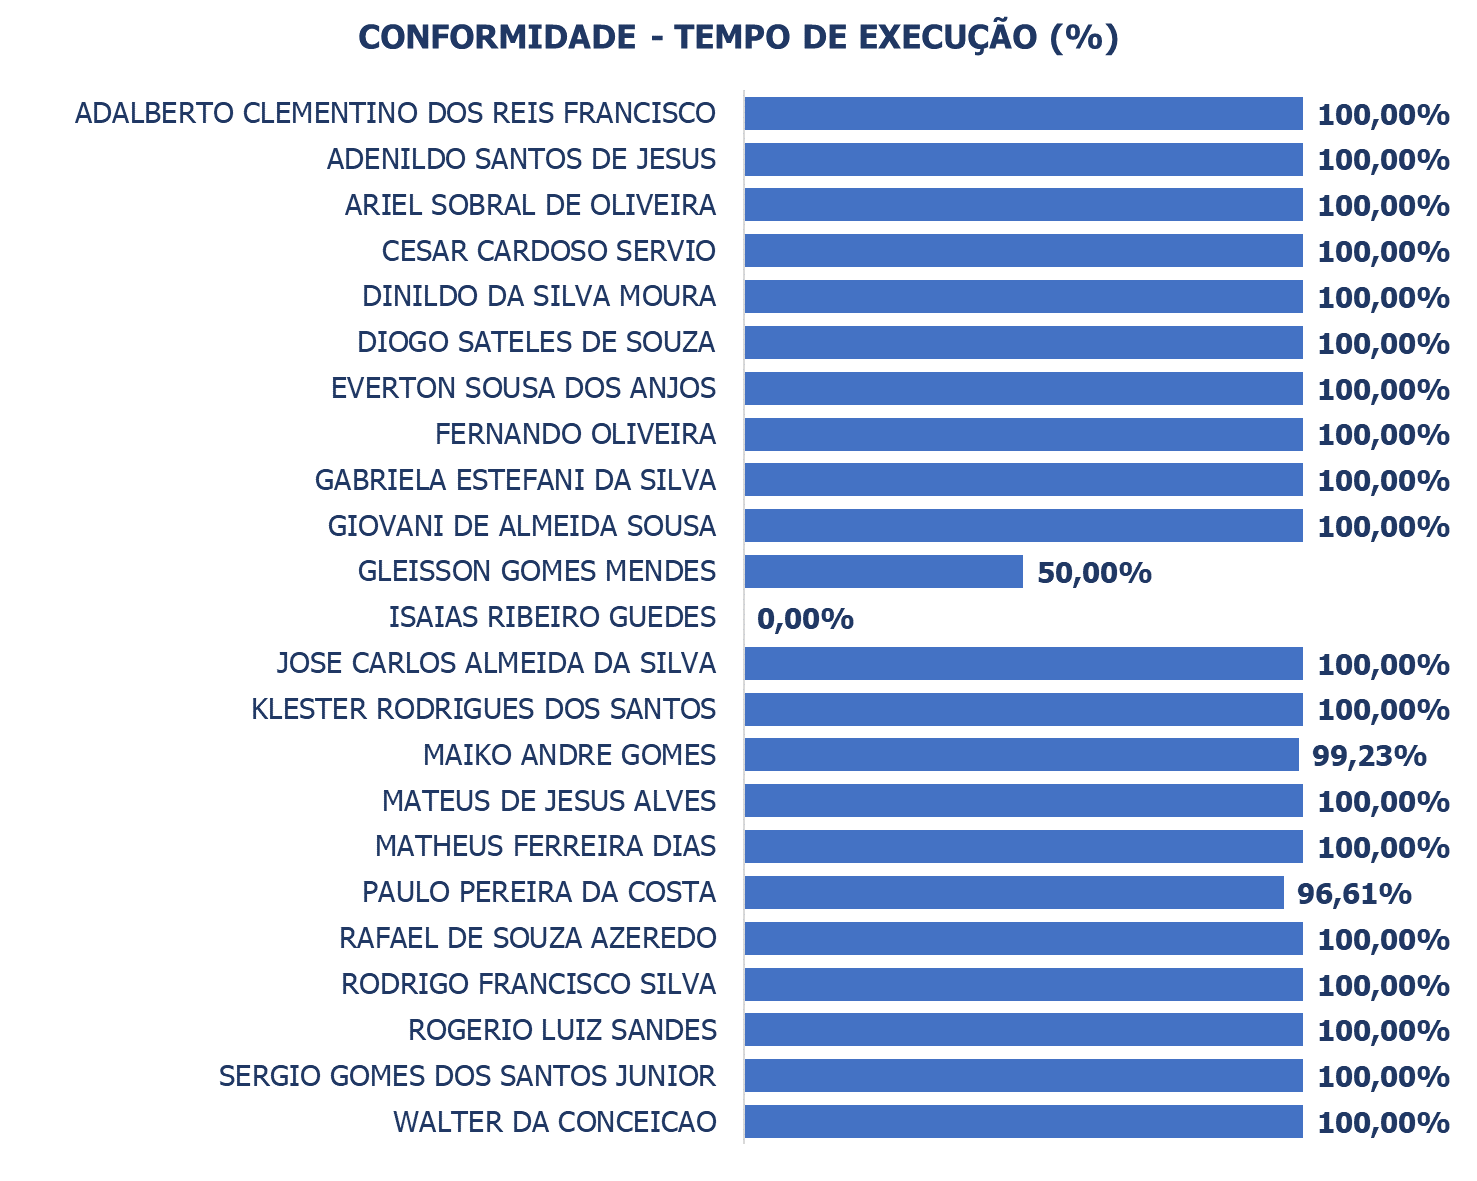 CONFORMIDADE - TEMPO DE EXECUÇÃO (%)
ADALBERTO CLEMENTINO DOS REIS FRANCISCO 100,00%
ADENILDO SANTOS DE JESUS 100,00%
ARIEL SOBRAL DE OLIVEIRA 100,00%
CESAR CARDOSO SERVIO 100,00%
DINILDO DA SILVA MOURA 100,00%
DIOGO SATELES DE SOUZA 100,00%
EVERTON SOUSA DOS ANJOS 100,00%
FERNANDO OLIVEIRA 100,00%
GABRIELA ESTEFANI DA SILVA 100,00%
GIOVANI DE ALMEIDA SOUSA 100,00%
GLEISSON GOMES MENDES 50,00%
ISAIAS RIBEIRO GUEDES 0,00%
JOSE CARLOS ALMEIDA DA SILVA 100,00%
KLESTER RODRIGUES DOS SANTOS 100,00%
MAIKO ANDRE GOMES 99,23%
MATEUS DE JESUS ALVES 100,00%
MATHEUS FERREIRA DIAS 100,00%
PAULO PEREIRA DA COSTA 96,61%
RAFAEL DE SOUZA AZEREDO 100,00%
RODRIGO FRANCISCO SILVA 100,00%
ROGERIO LUIZ SANDES 100,00%
SERGIO GOMES DOS SANTOS JUNIOR 100,00%
WALTER DA CONCEICAO 100,00%